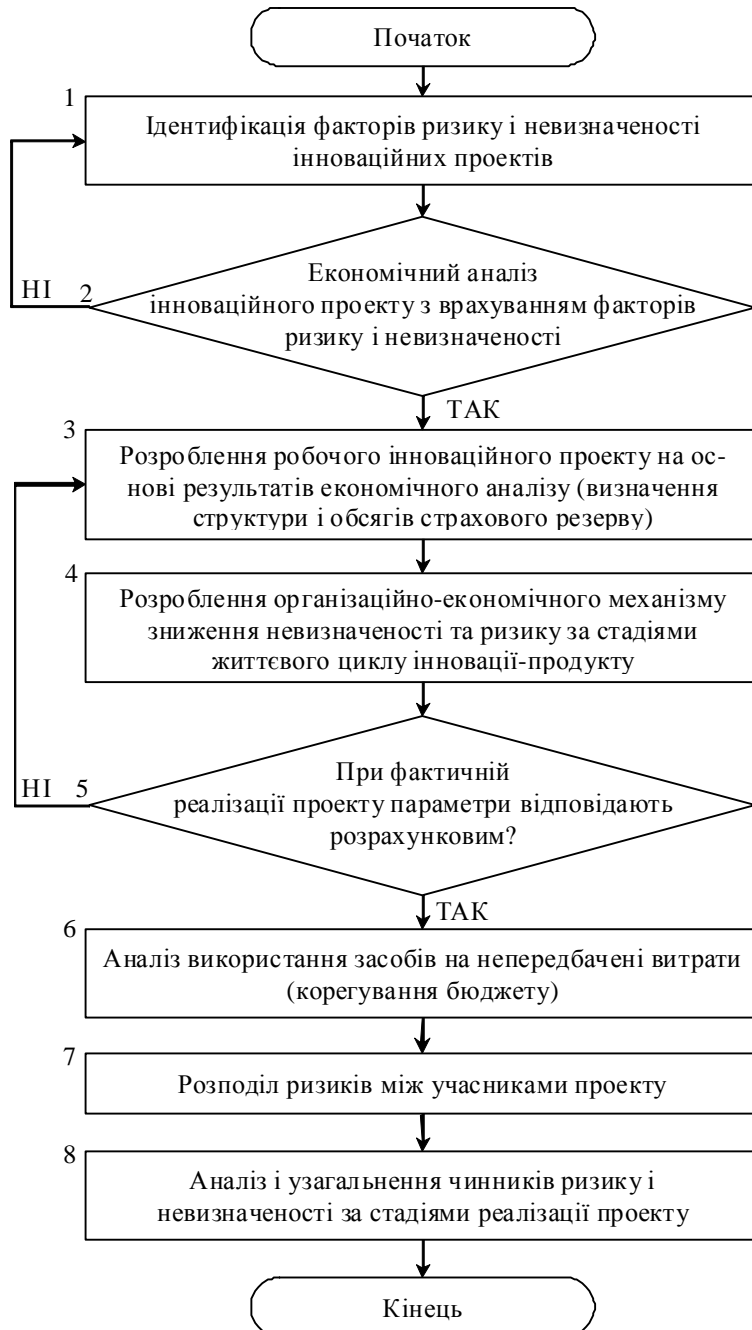 Початок
1
Ідентифікація факторів ризику і невизначеності
інноваційних проектів
Економічний аналіз
НІ 2
інноваційного проекту з врахуванням факторів
ризику і невизначеності
ТАК
3
Розроблення робочого інноваційного проекту на ос-
нові результатів економічного аналізу (визначення
структури і обсягів страхового резерву)
4
Розроблення організаційно-економічного механізму
зниження невизначеності та ризику за стадіями
життєвого циклу інновації-продукту
При фактичній
НІ 5
реалізації проекту параметри відповідають
розрахунковим?
ТАК
6
Аналіз використання засобів на непередбачені витрати
(корегування бюджету)
7
Розподіл ризиків між учасниками проекту
8
Аналіз і узагальнення чинників ризику і
невизначеності за стадіями реалізації проекту
Кінець